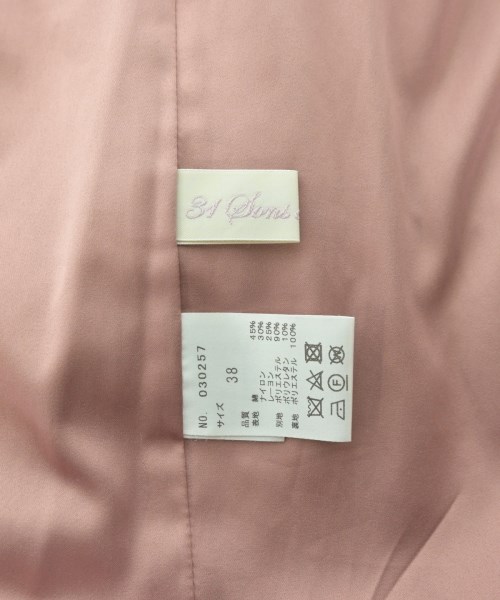 31 Sons
NO. 030257
サイズ 38
品質
表地 綿 45%
ナイロン 30%
レーヨン 25%
別地 ポリエステル 90%
ポリウレタン 10%
裏地 ポリエステル 100%